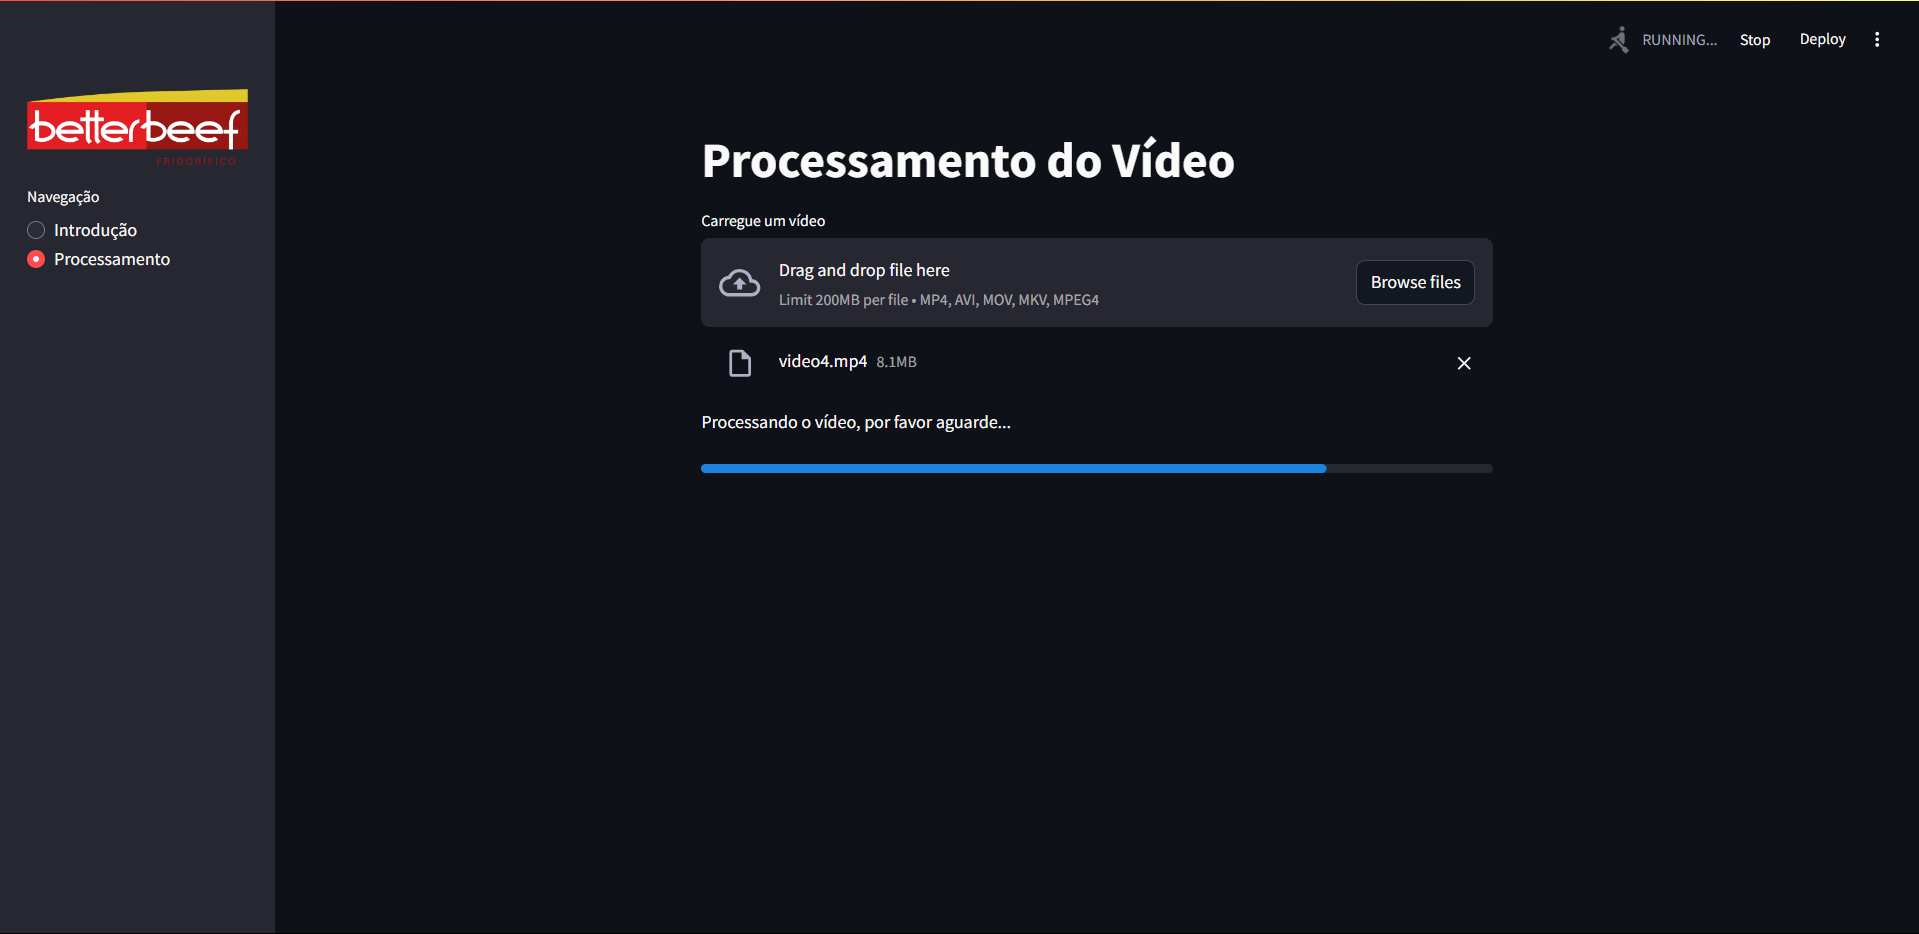 RUNNING...
Stop
Deploy
betterbeef
FRIGORÍFICO
Navegação
Introdução
Processamento
Processamento do Vídeo
Carregue um vídeo
Drag and drop file here
Limit 200MB per file • MP4, AVI, MOV, MKV, MPEG4
Browse files
video4.mp4 8.1MB
Processando o vídeo, por favor aguarde...